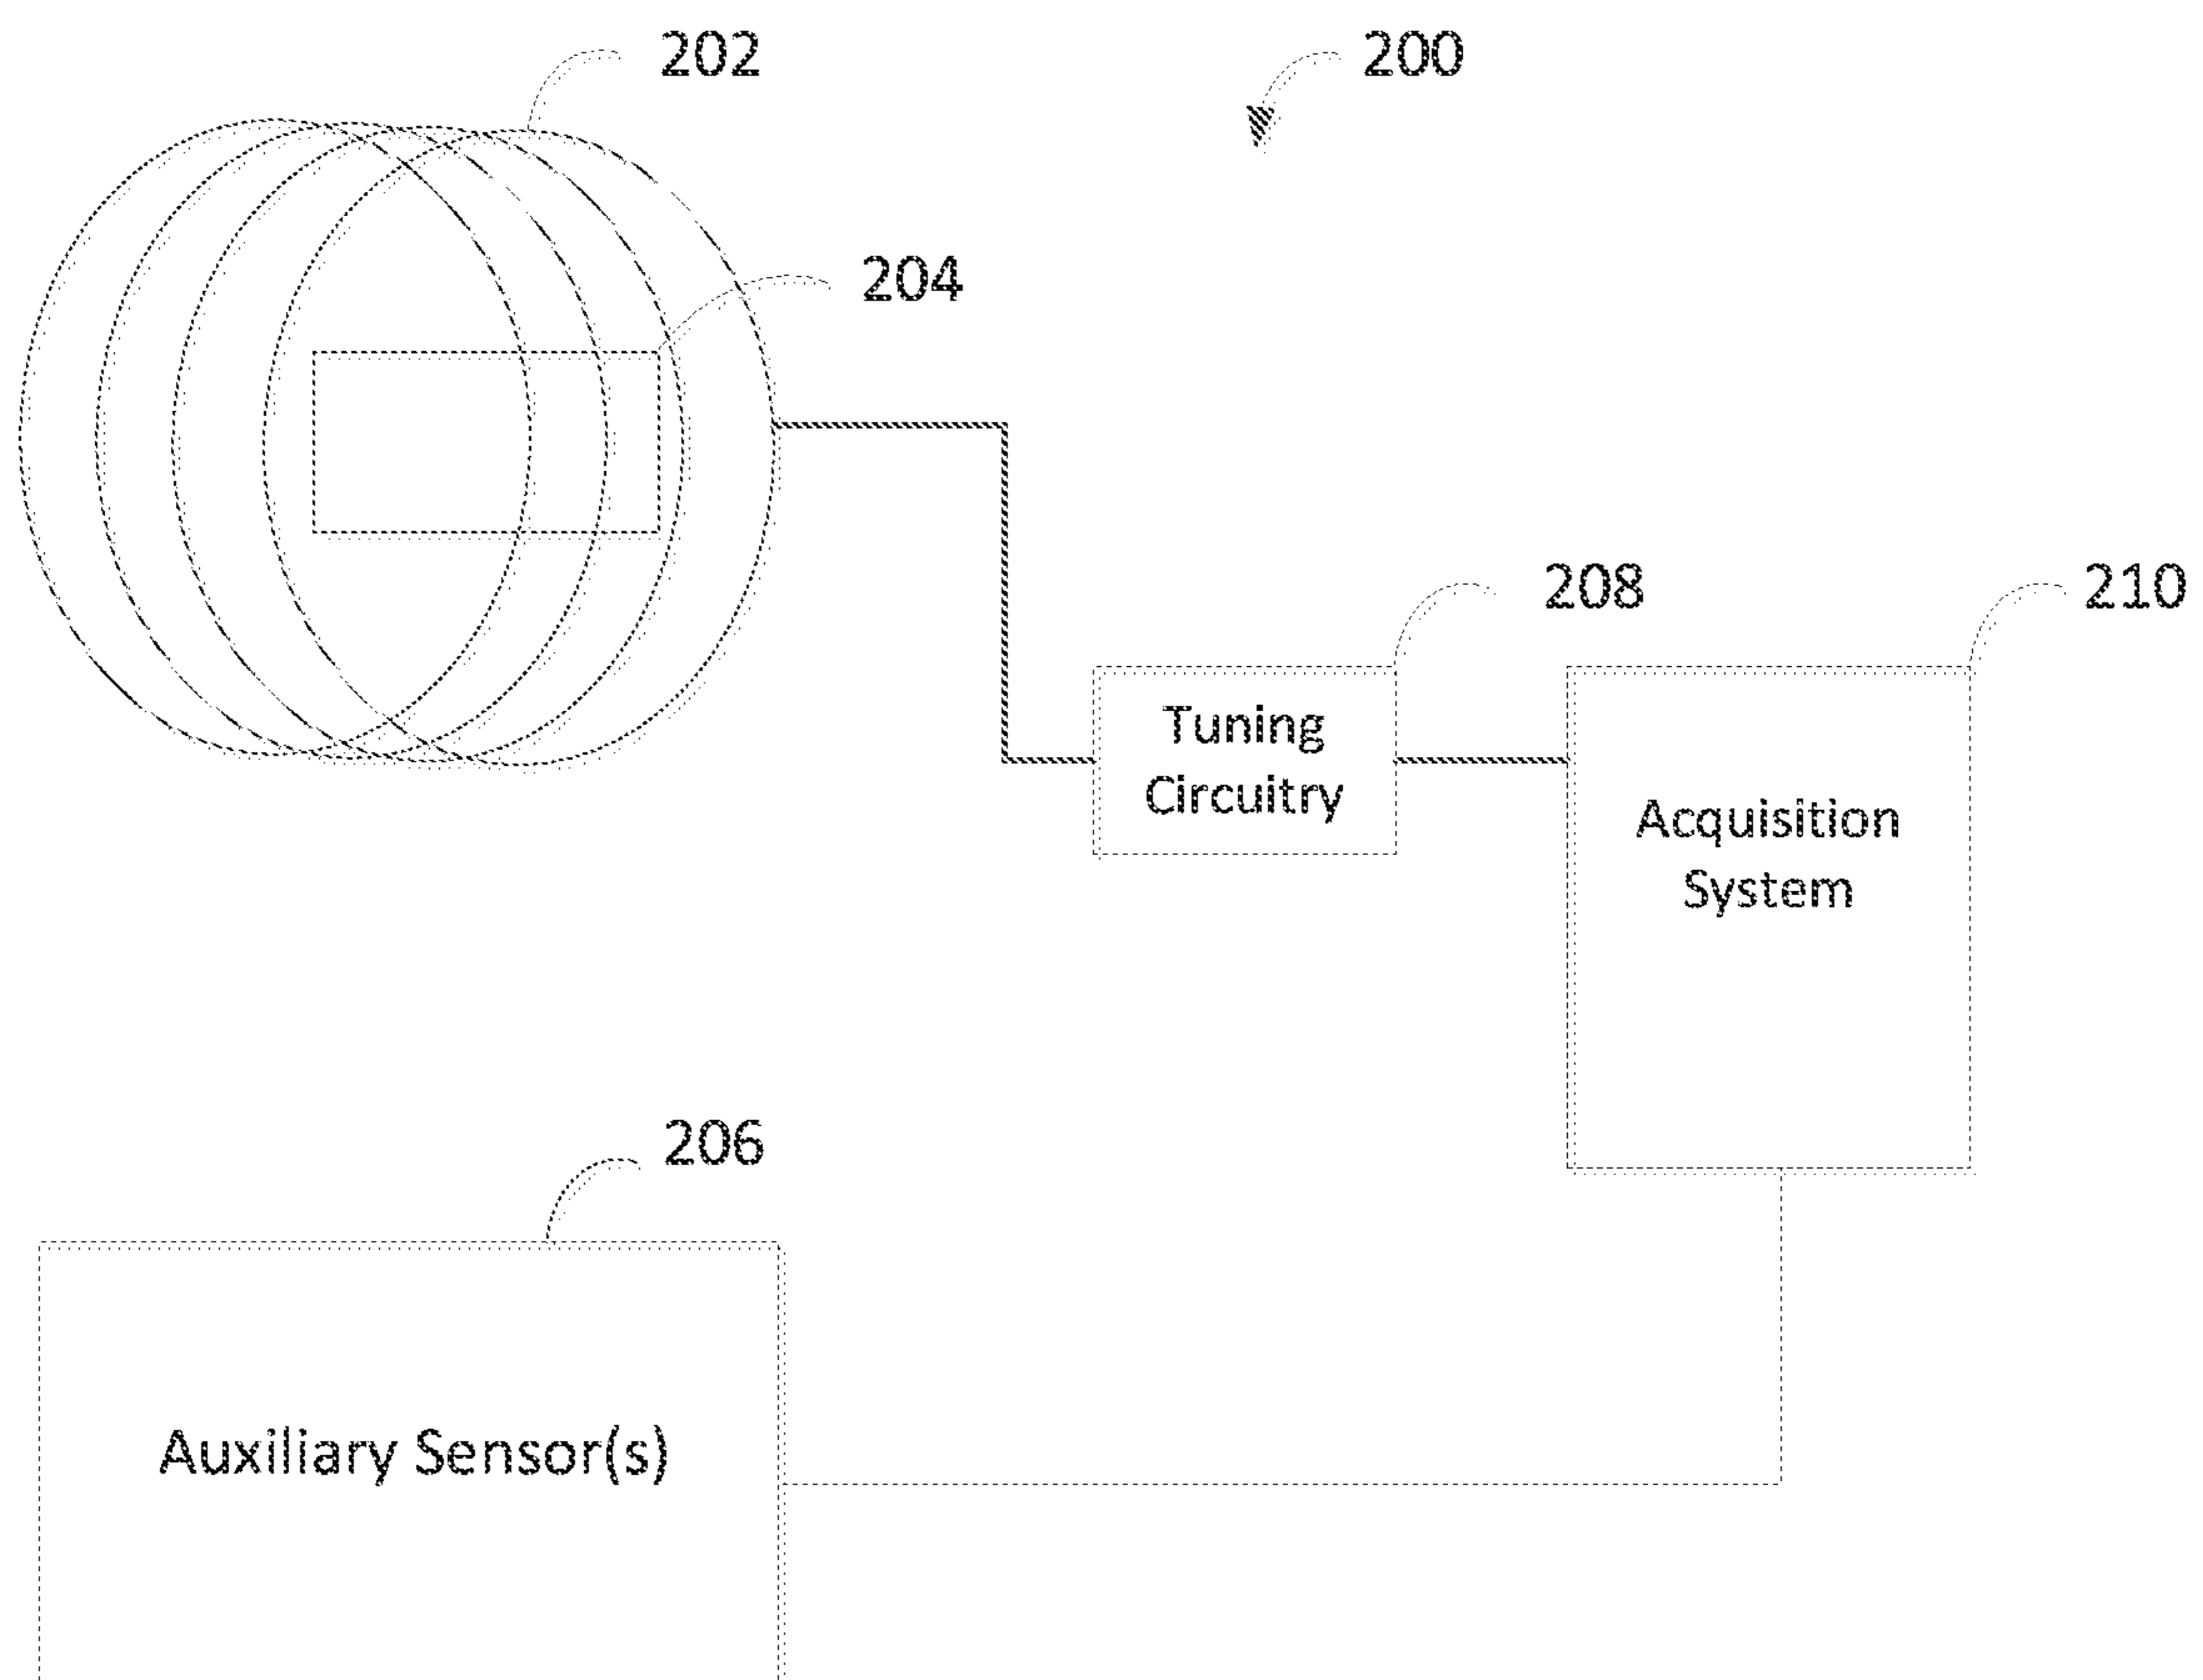 202
200
204
208
210
Tuning
Circuitry
Acquisition
System
206
Auxiliary Sensor(s)